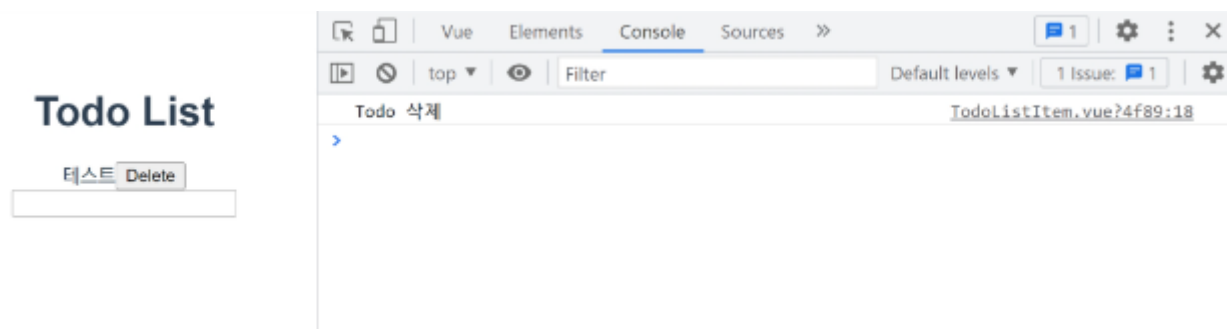 Vue Elements Console Sources 1
top Filter Default levels 1 Issue: 1
Todo List
Todo 삭제 TodoListItem.vue?4f89:18
테스트 Delete